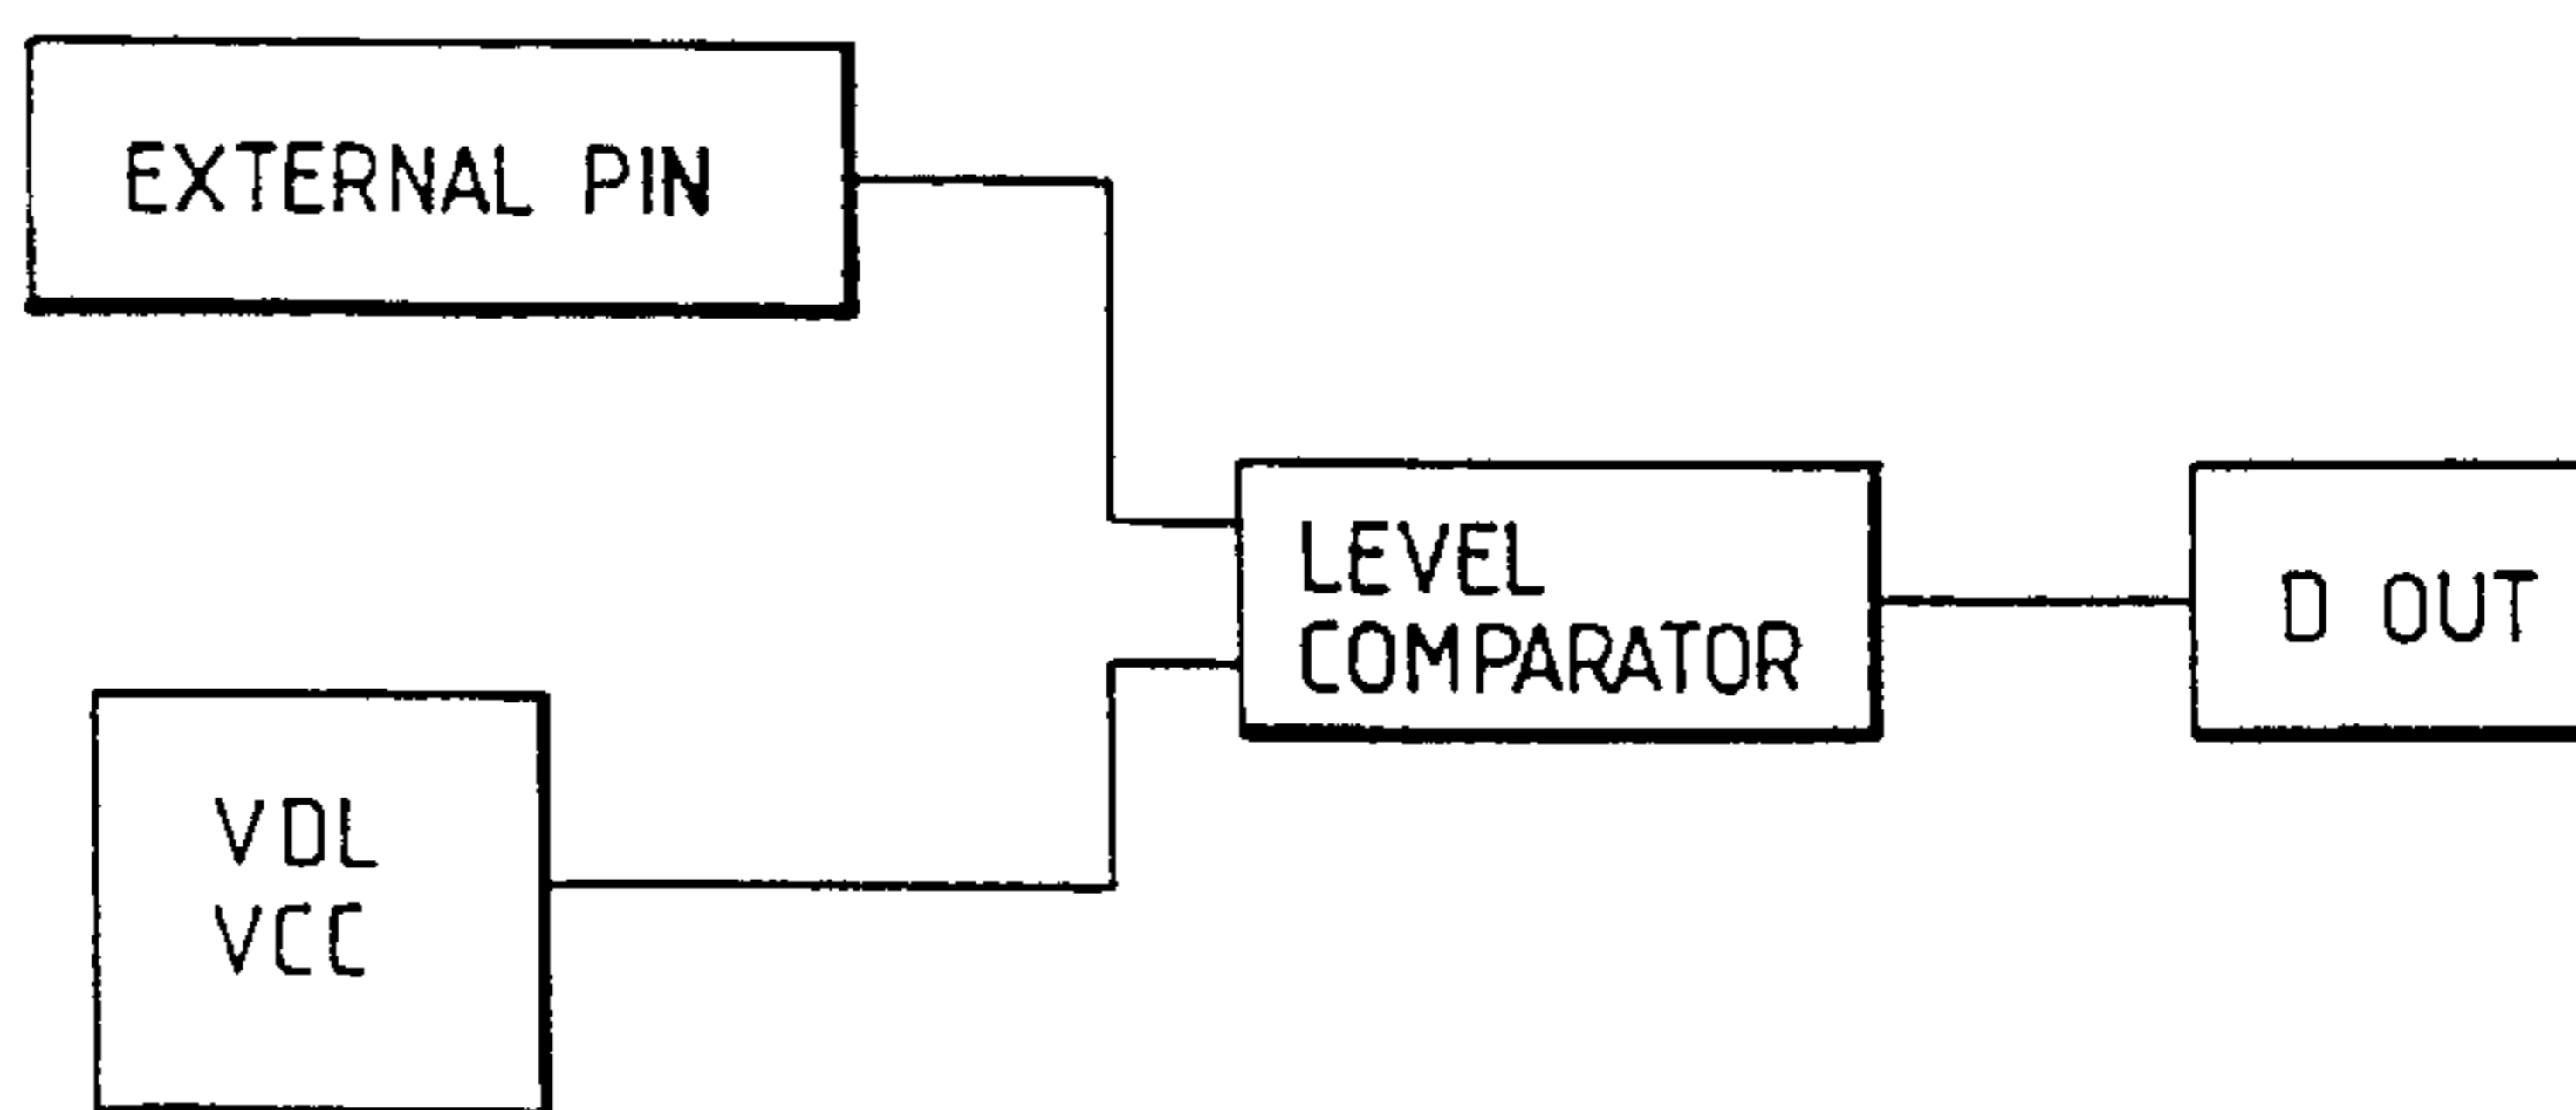 EXTERNAL PIN
LEVEL
COMPARATOR
D OUT
VDL
VCC